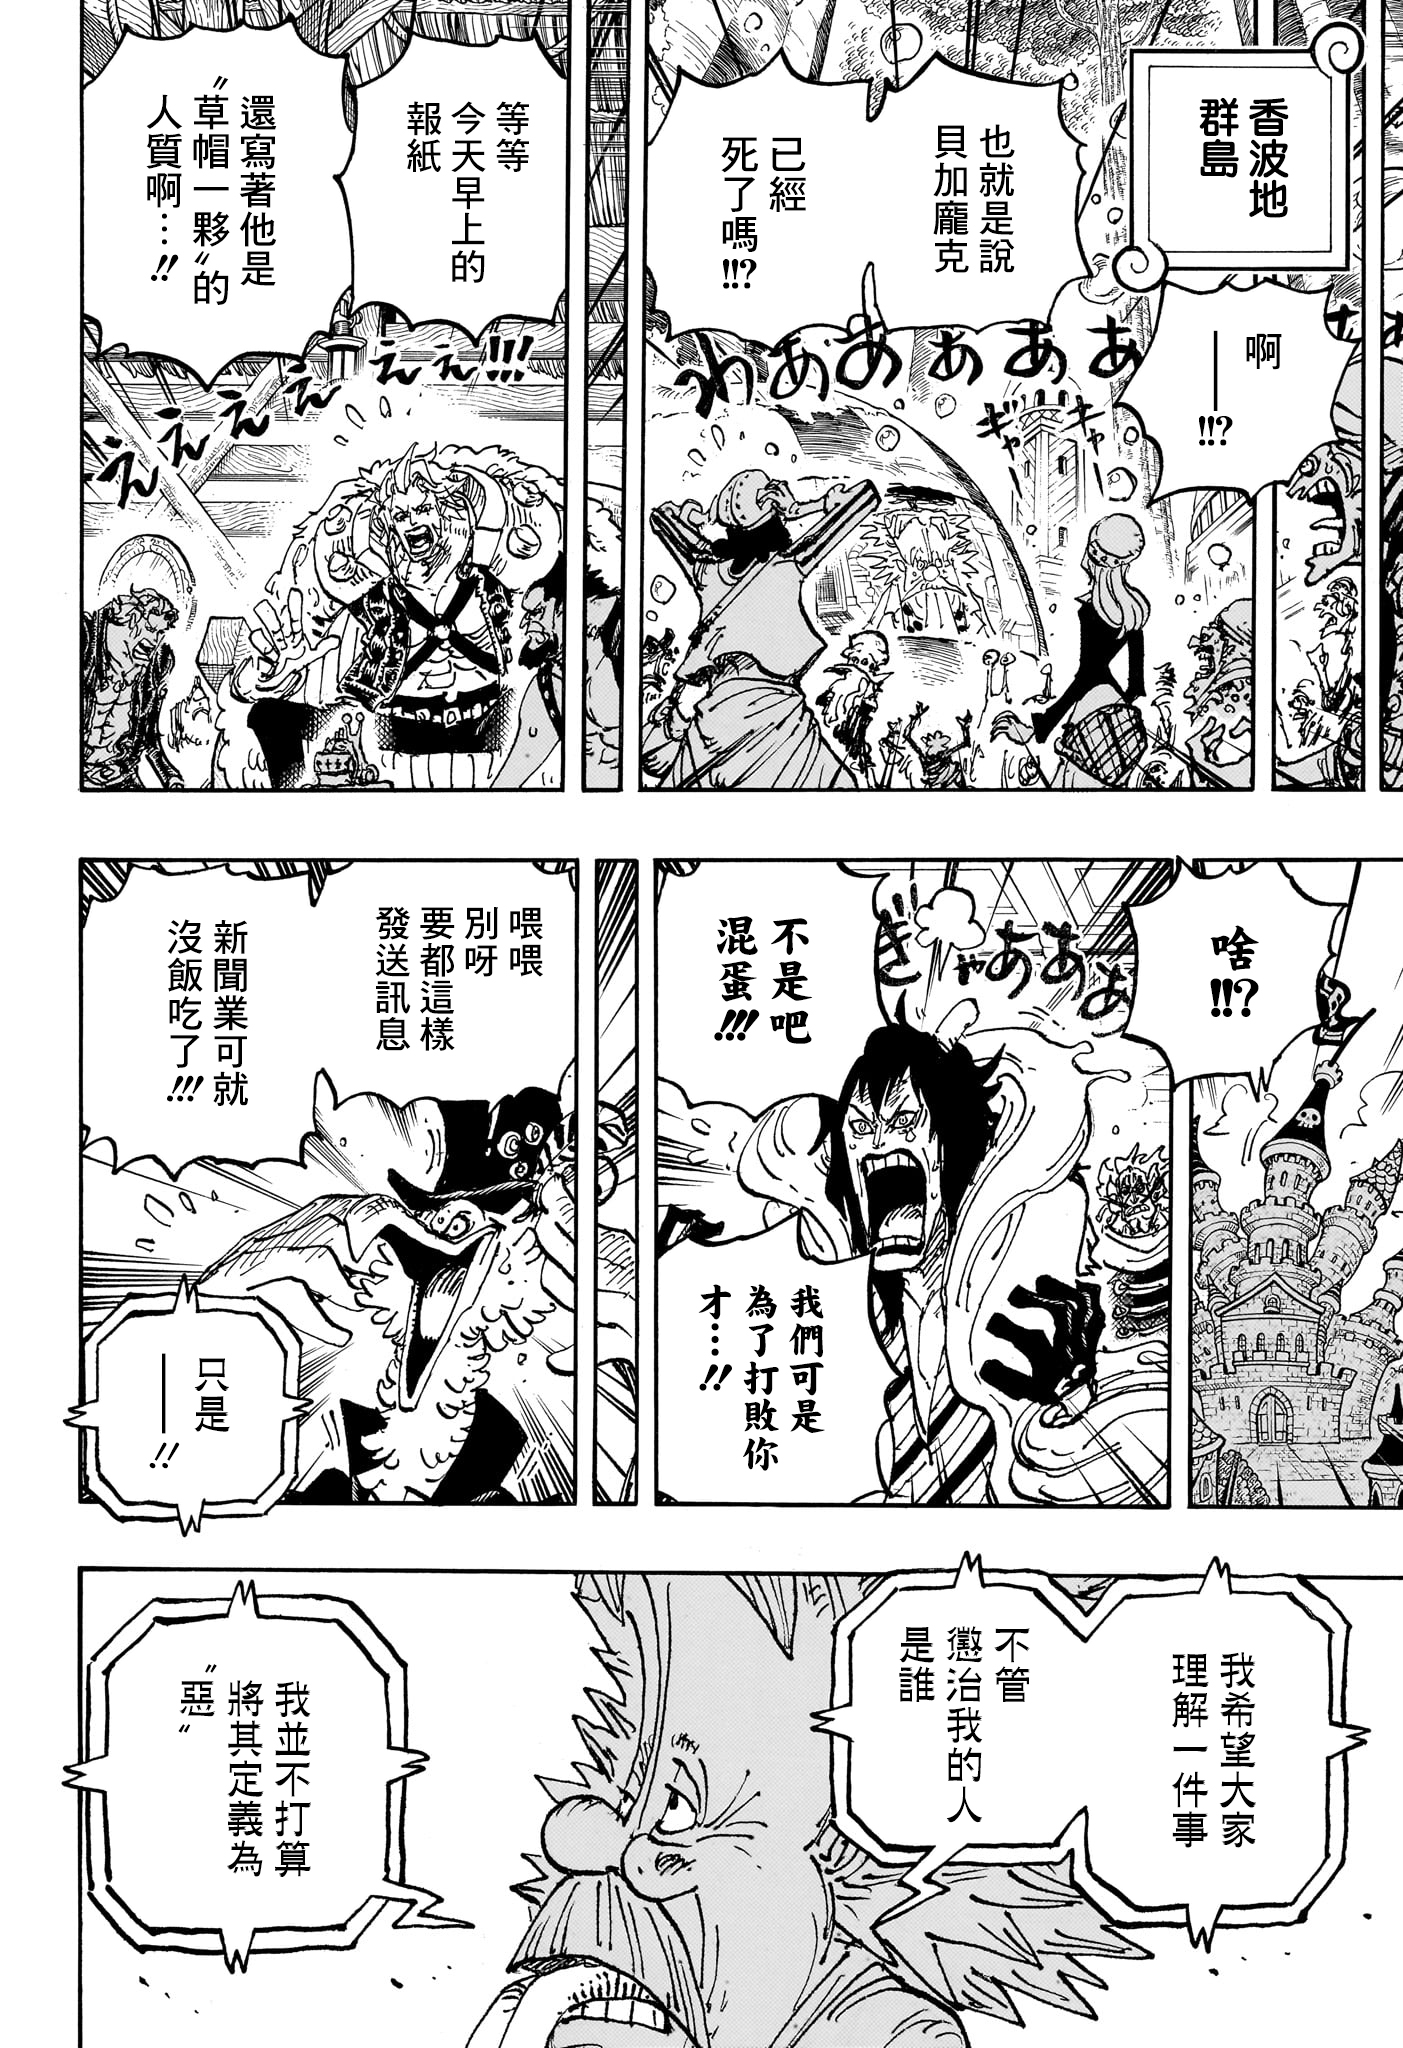 香波地
群島
啊
——
!!?
也就是說
貝加龐克
已經
死了嗎
!!?
ぁああぁああわ
ギャー
キャー
等等
今天早上的
報紙
還寫著他是
〝草帽一夥〞的
人質啊…!!
えぇえぇえええぇぇ!!!
啥
!!?
ぎゃあああぁ
不是吧
混蛋!!!
我們可是
為了打敗你
才…!!
喂喂
別呀
要都這樣
發送訊息
新聞業可就
沒飯吃了!!!
只是
——!!
我希望大家
理解一件事
不管
懲治我的人
是誰
我並不打算
將其定義為
〝惡〞